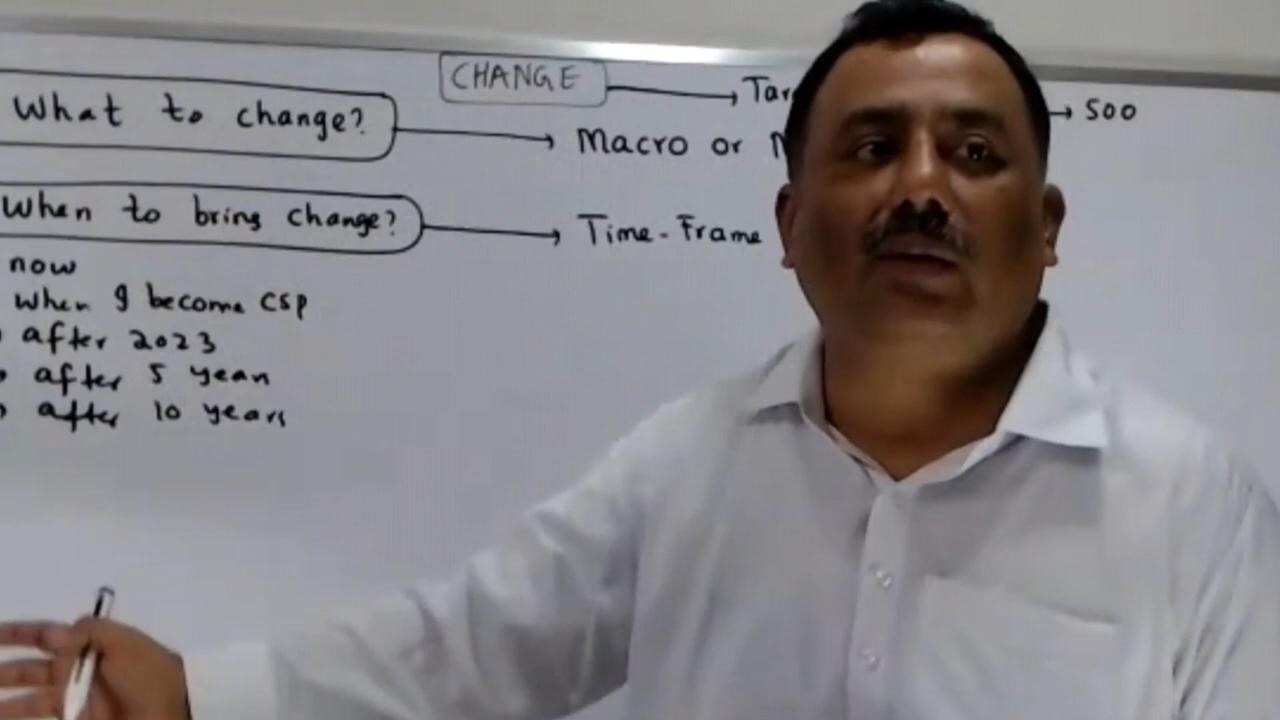 CHANGE → → 500
What to change? → Macro or
When to bring change? → Time-Frame
now
when I become CSP
after 2023
after 5 years
after 10 years